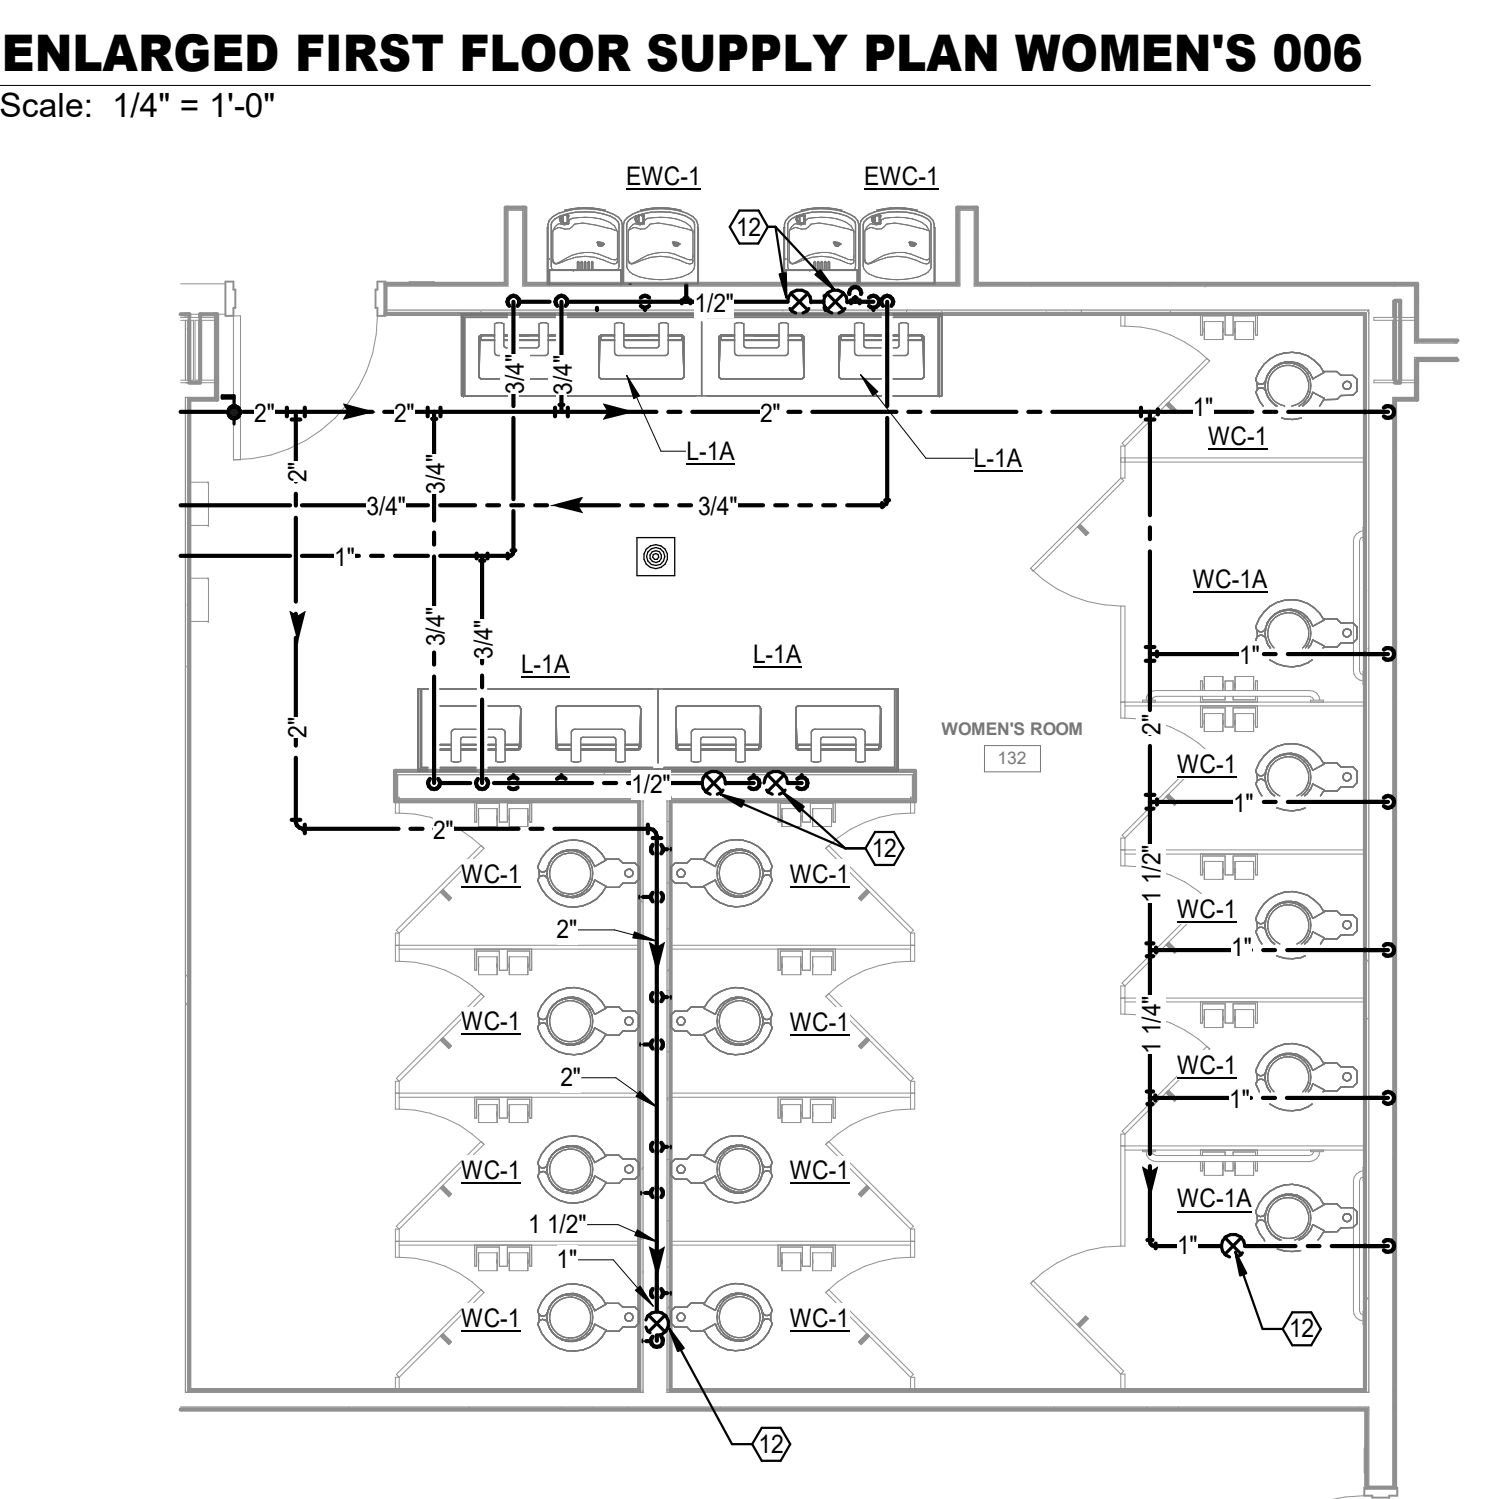 ENLARGED FIRST FLOOR SUPPLY PLAN WOMEN'S 006
Scale: 1/4" = 1'-0"
EWC-1
EWC-1
12
1/2"
3/4"
3/4"
2"
2"
2"
1"
WC-1
L-1A
L-1A
2"
3/4"
3/4"
3/4"
1"
WC-1A
3/4"
3/4"
1"
L-1A
L-1A
2"
2"
WOMEN'S ROOM
132
WC-1
1/2"
1"
2"
12
1 1/2"
WC-1
WC-1
WC-1
2"
1"
1 1/4"
WC-1
WC-1
WC-1
2"
1"
WC-1
WC-1
WC-1A
1 1/2"
1"
1"
WC-1
WC-1
12
12